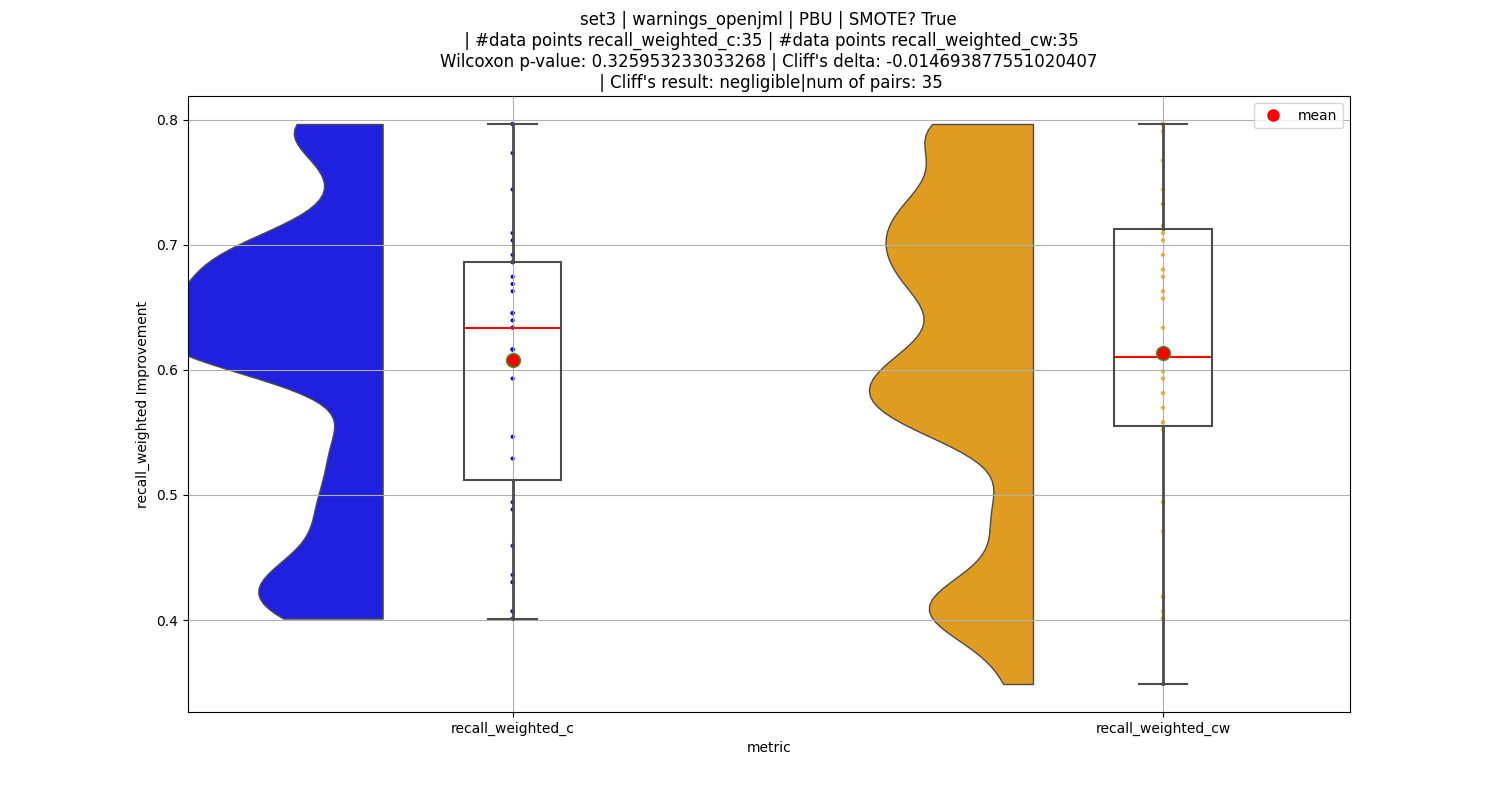 set3 | warnings_openjml | PBU | SMOTE? True
| #data points recall_weighted_c:35 | #data points recall_weighted_cw:35
Wilcoxon p-value: 0.325953233033268 | Cliff's delta: -0.014693877551020407
| Cliff's result: negligible|num of pairs: 35
mean
0.8
0.7
0.6
0.5
0.4
recall_weighted Improvement
recall_weighted_c
recall_weighted_cw
metric